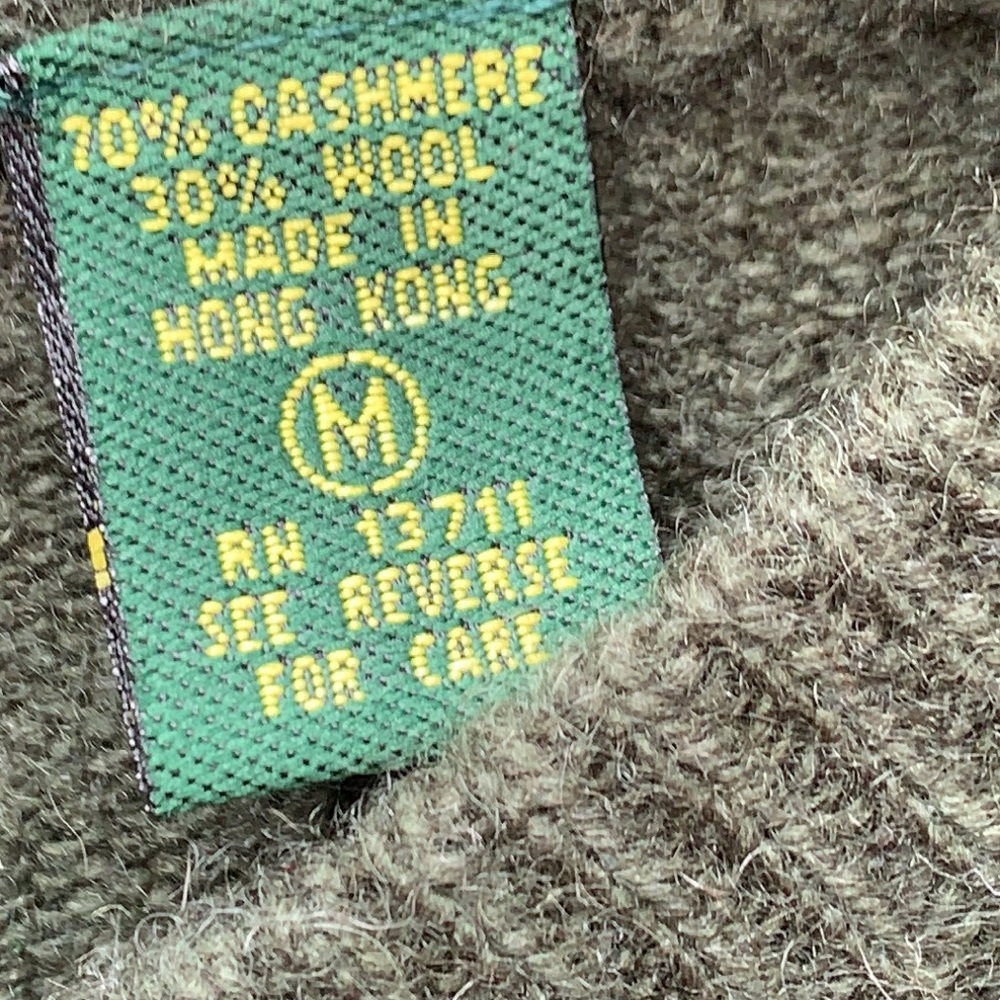 70% CASHMERE
30% WOOL
MADE IN
HONG KONG
M
RN 13711
SEE REVERSE
FOR CARE